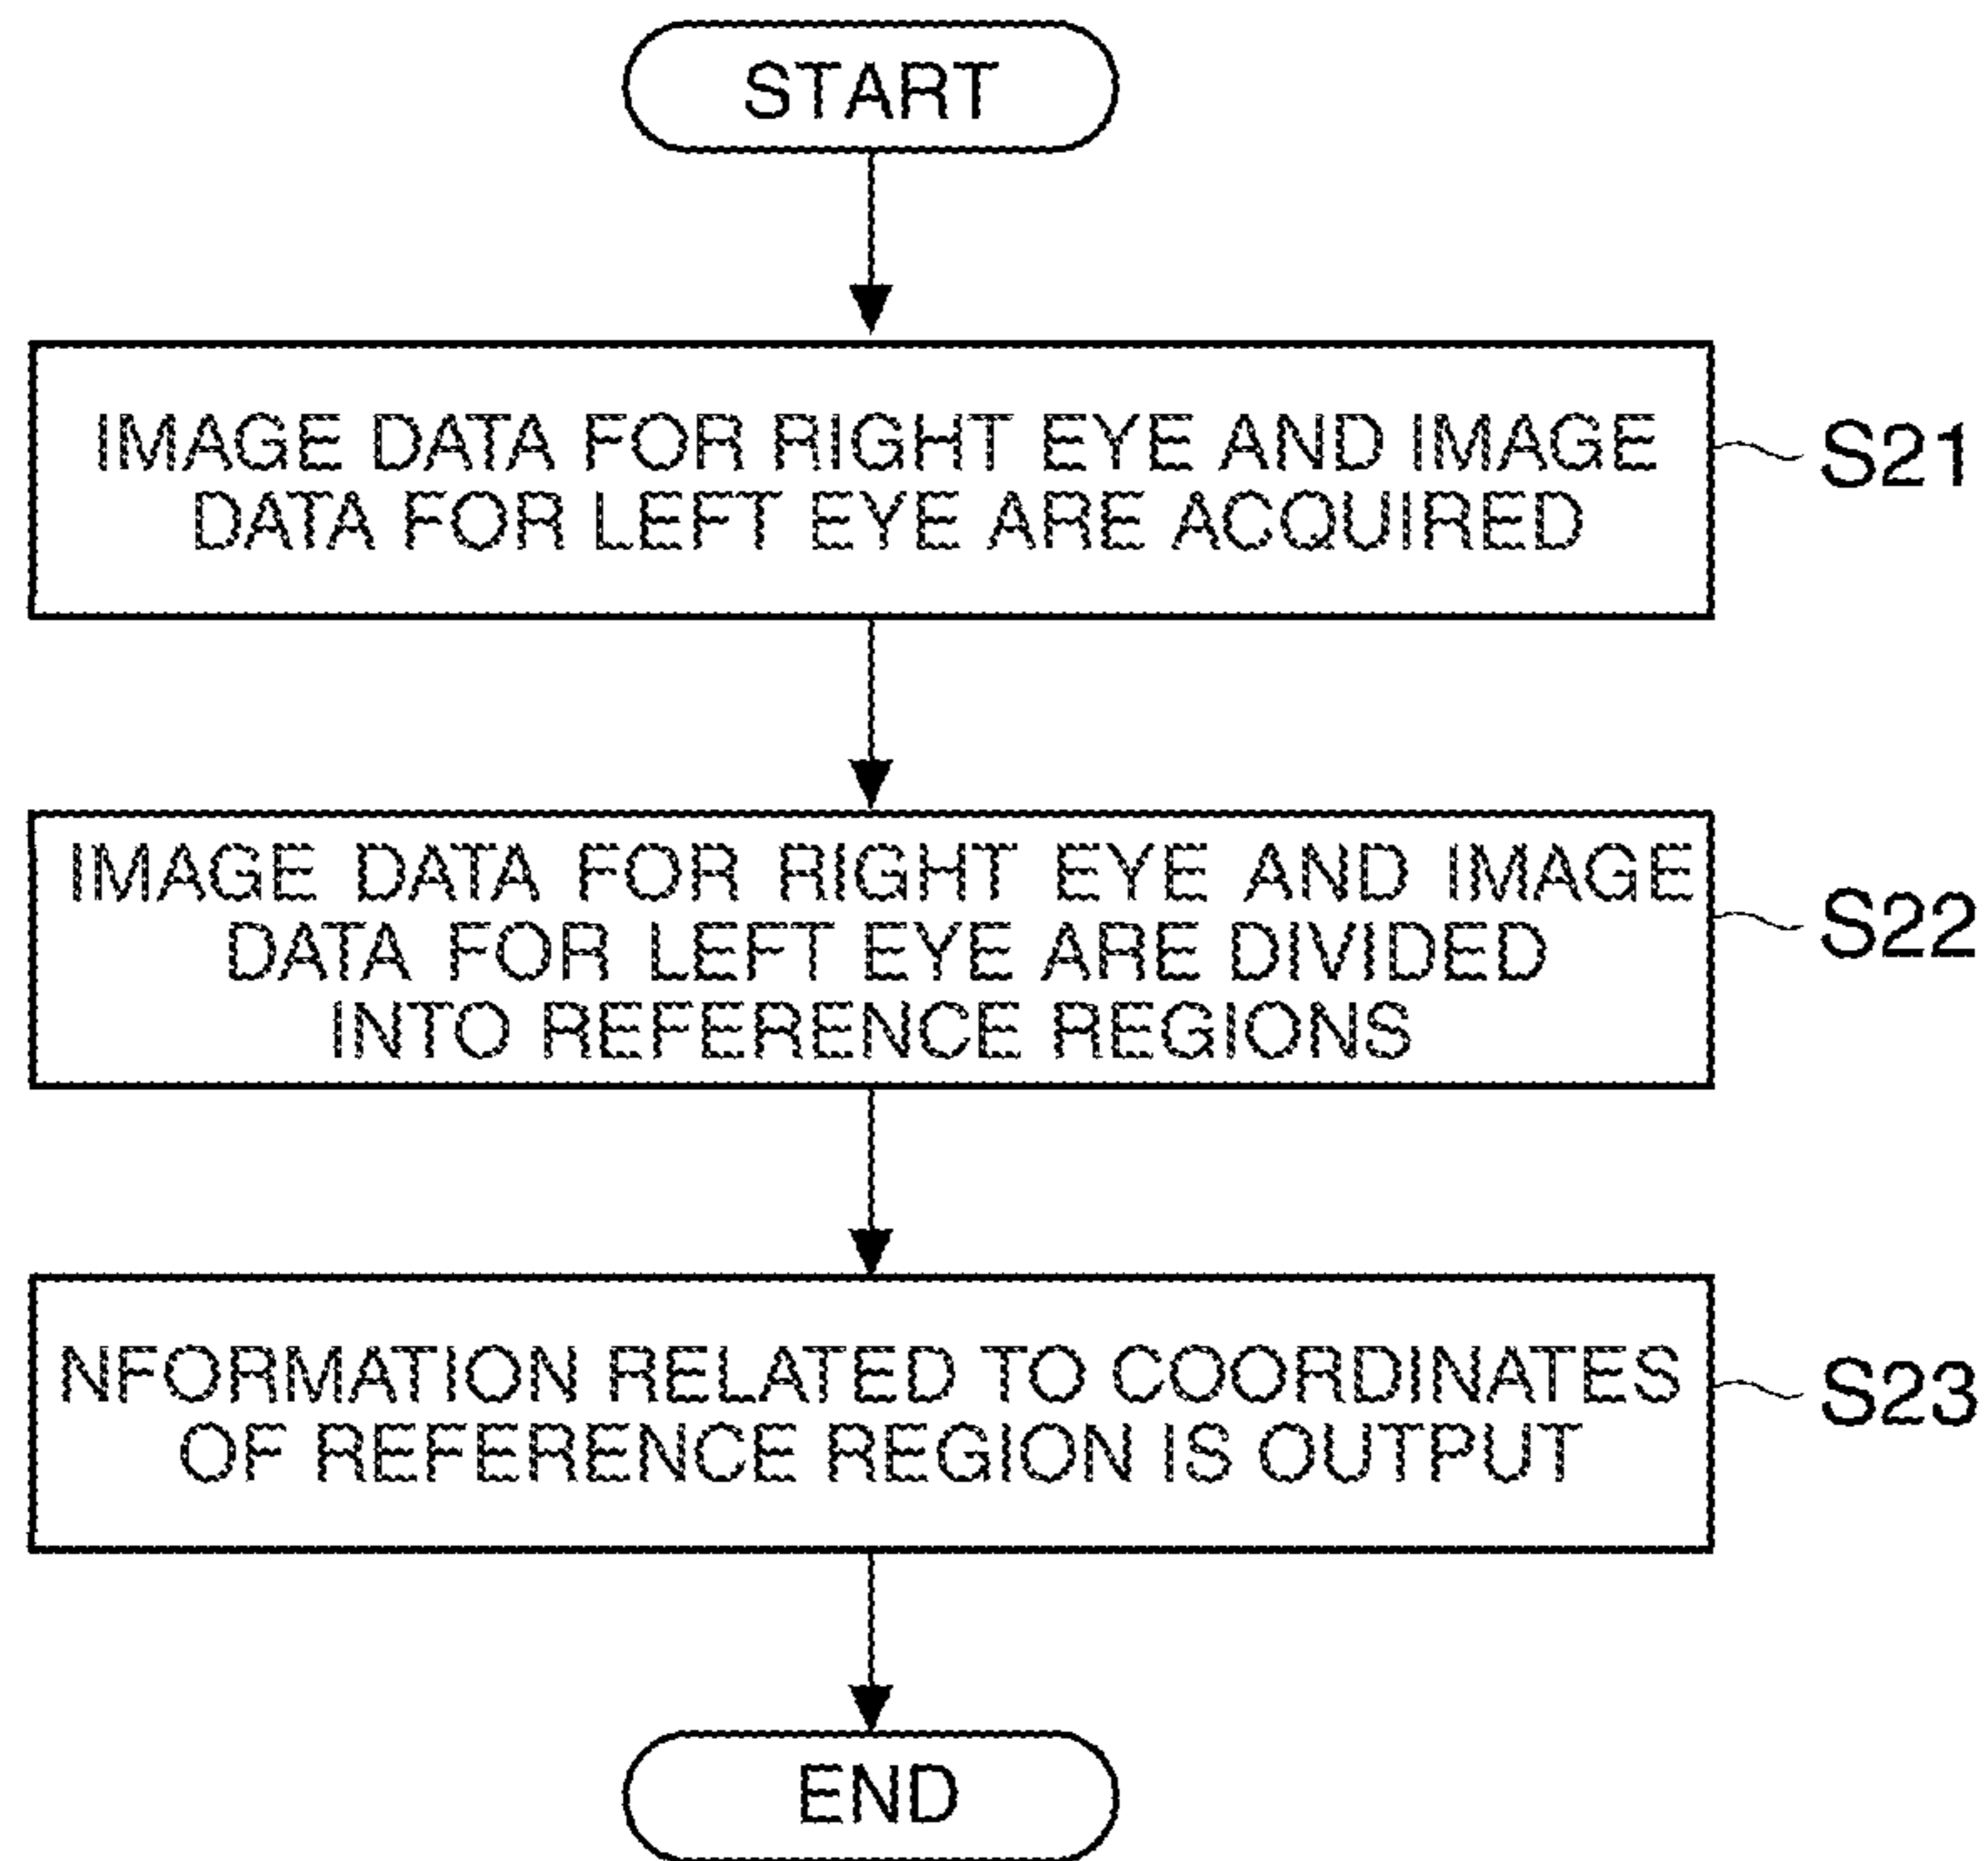 START
IMAGE DATA FOR RIGHT EYE AND IMAGE
DATA FOR LEFT EYE ARE ACQUIRED
S21
IMAGE DATA FOR RIGHT EYE AND IMAGE
DATA FOR LEFT EYE ARE DIVIDED
INTO REFERENCE REGIONS
S22
NFORMATION RELATED TO COORDINATES
OF REFERENCE REGION IS OUTPUT
S23
END